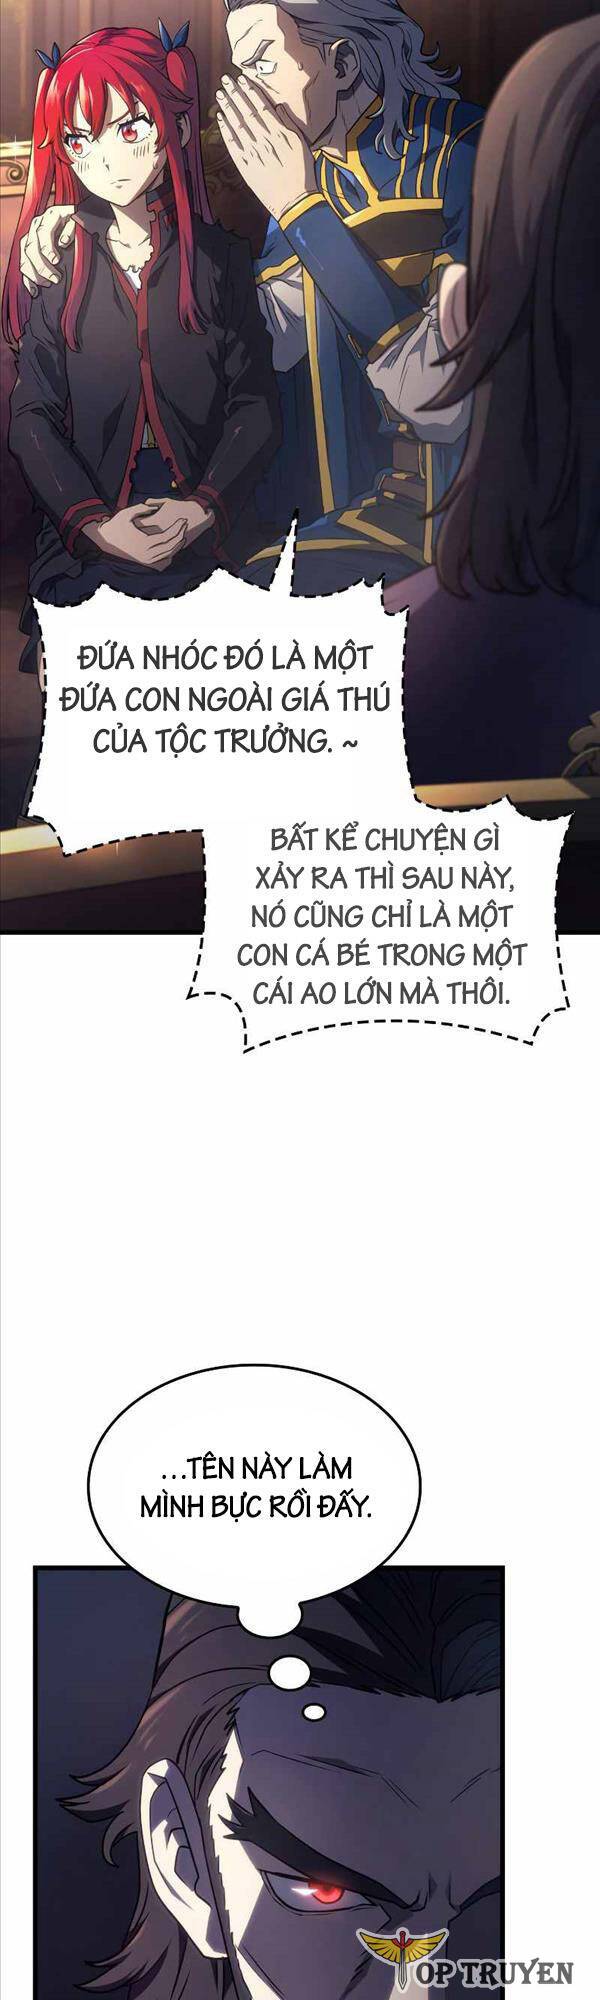 ĐỨA NHÓC ĐÓ LÀ MỘT
ĐỨA CON NGOÀI GIÁ THÚ
CỦA TỘC TRƯỞNG. ~
BẤT KỂ CHUYỆN GÌ
XẢY RA THÌ SAU NÀY,
NÓ CŨNG CHỈ LÀ MỘT
CON CÁ BÉ TRONG MỘT
CÁI AO LỚN MÀ THÔI.
...TÊN NÀY LÀM
MÌNH BỰC RỒI ĐẤY.
TOP TRUYEN